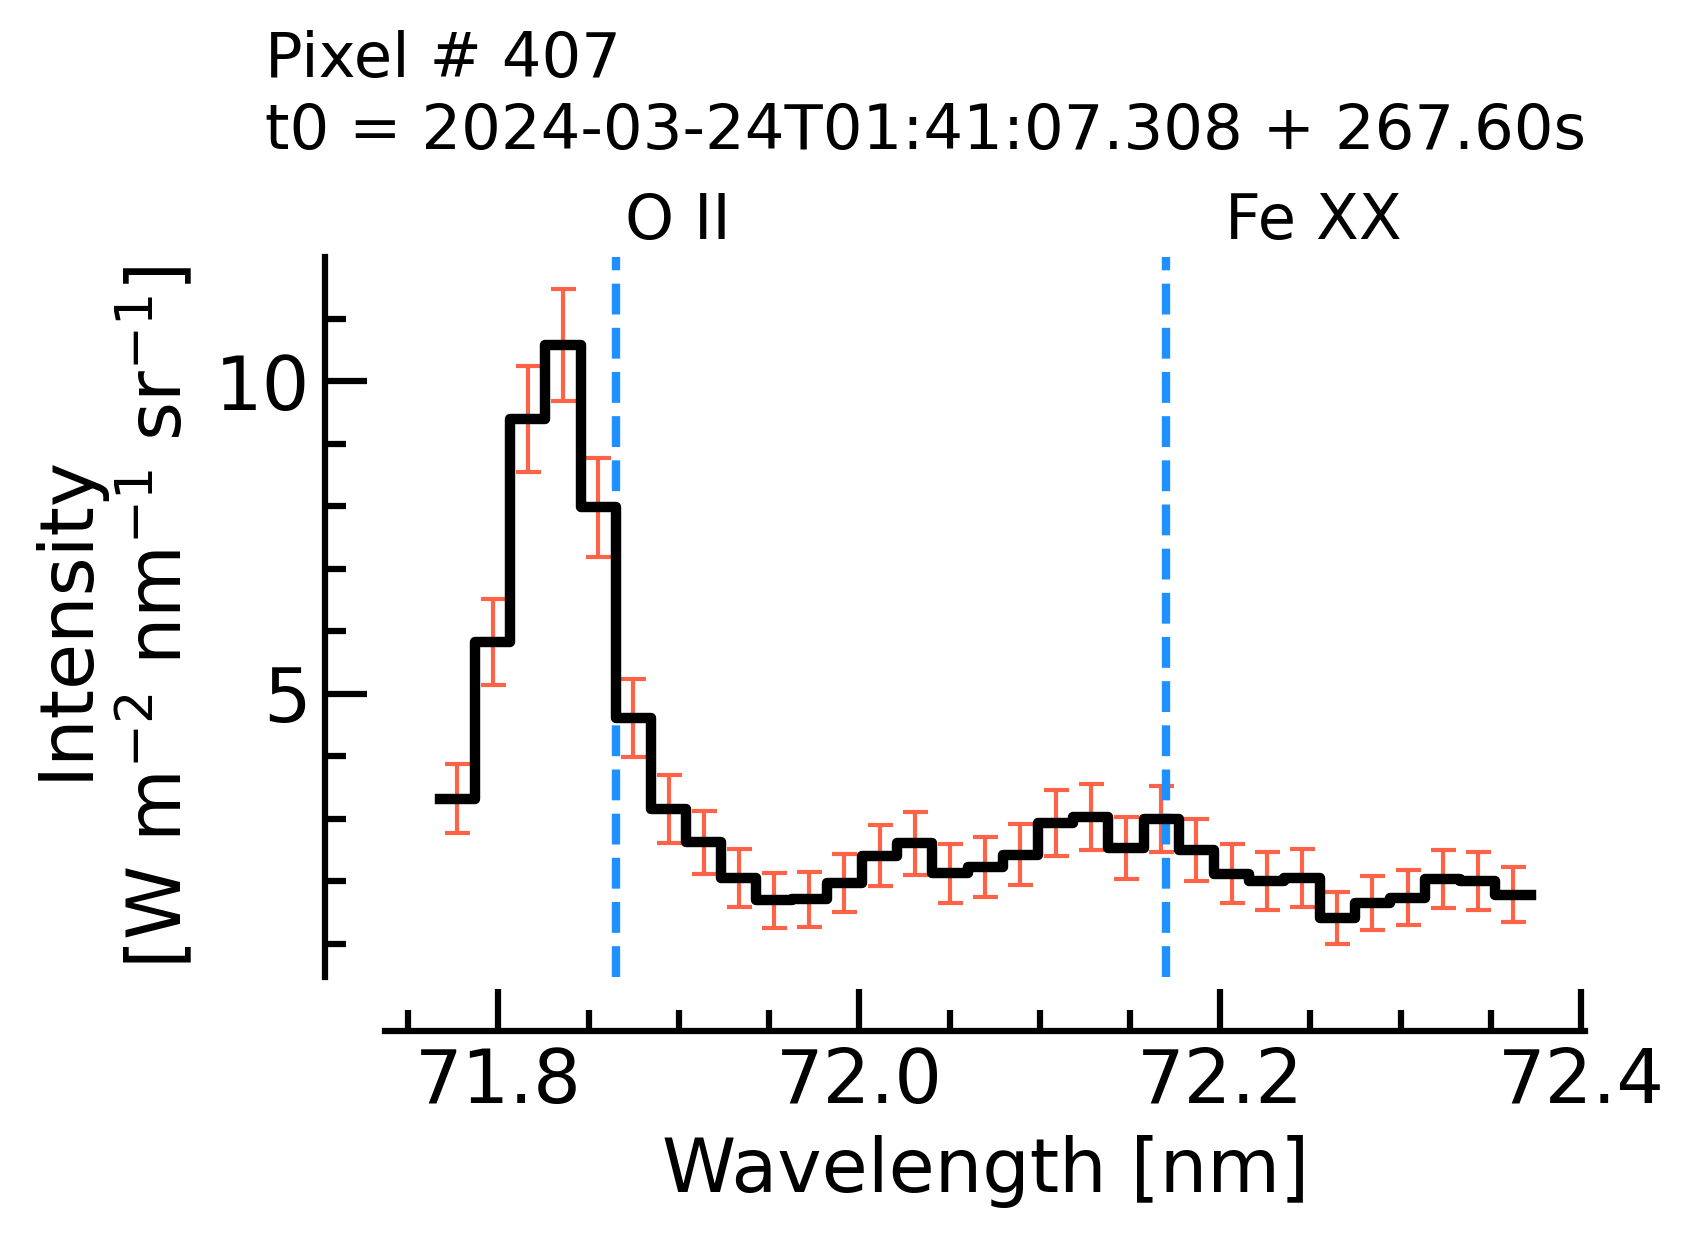 Pixel # 407
t0 = 2024-03-24T01:41:07.308 + 267.60s
O II
Fe XX
Intensity
[W m⁻² nm⁻¹ sr⁻¹]
10
5
71.8
72.0
72.2
72.4
Wavelength [nm]